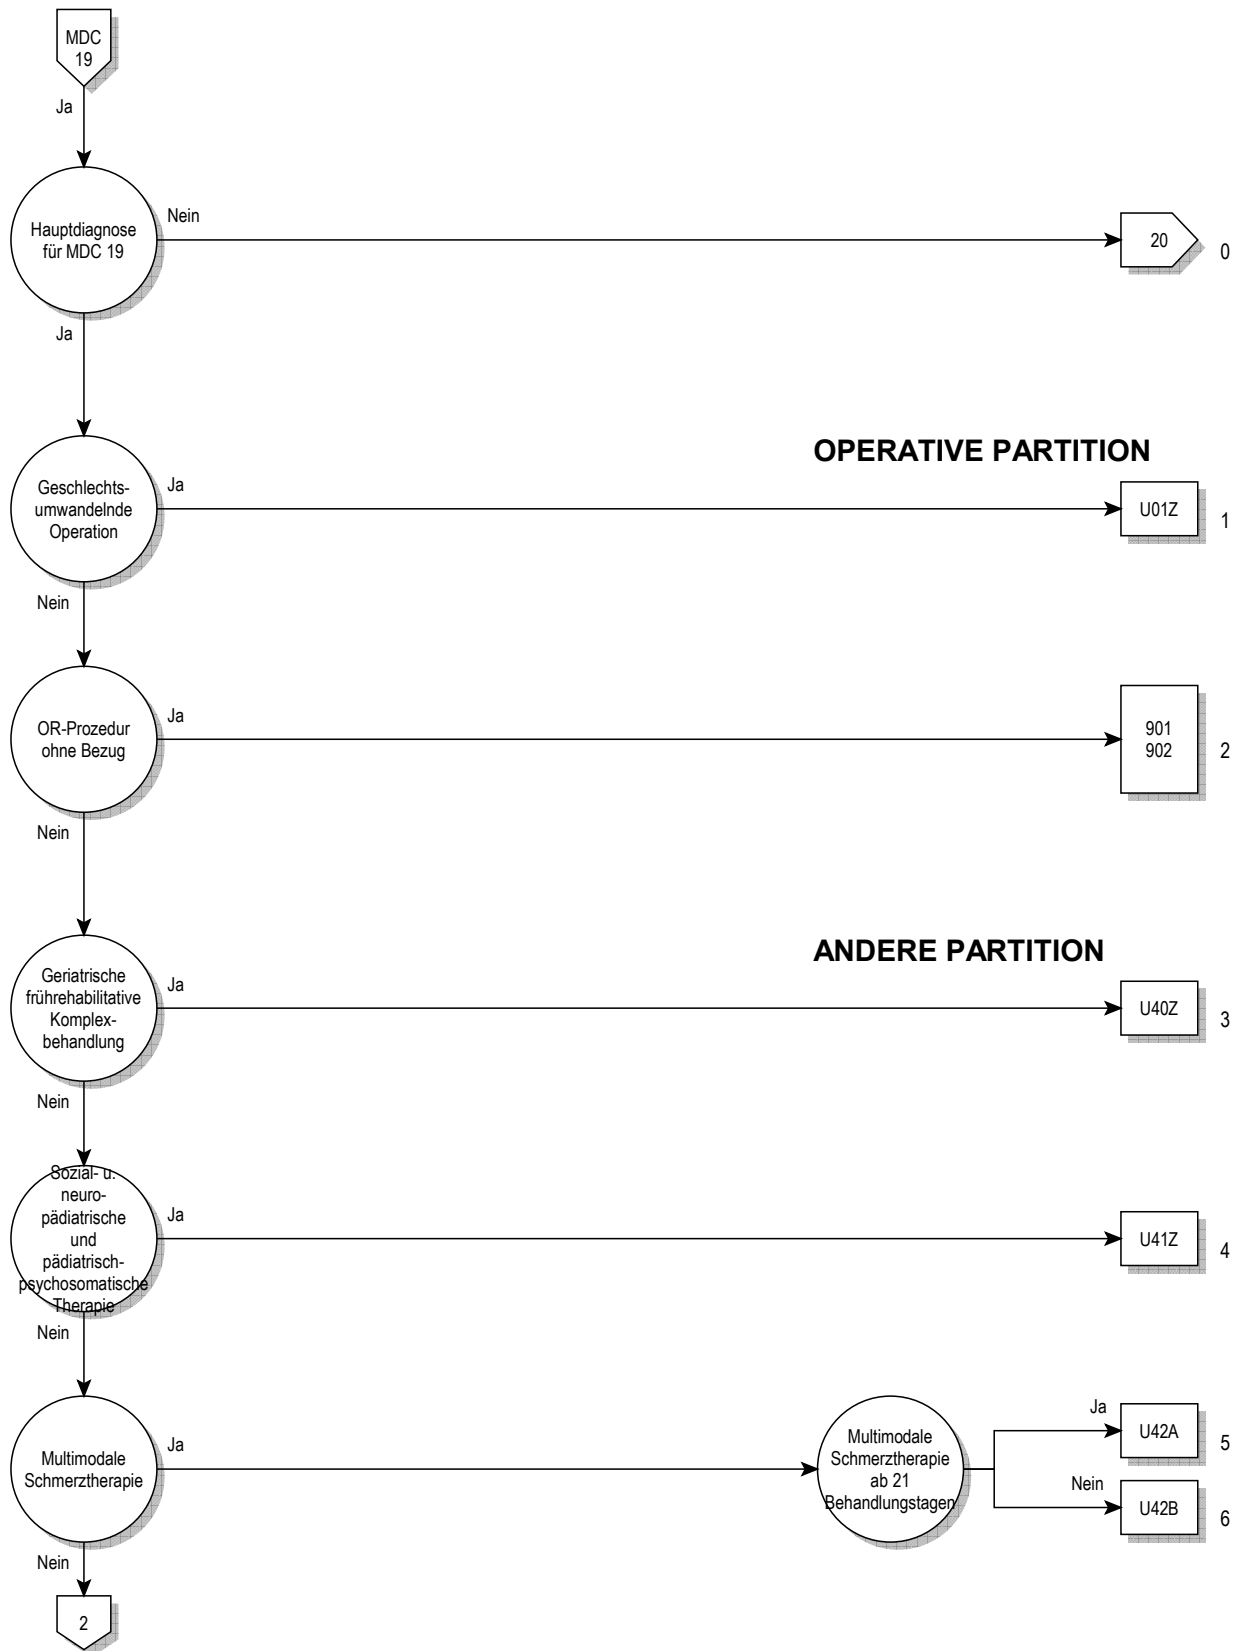 MDC
19
Ja
Hauptdiagnose
für MDC 19
Nein
20
0
Ja
OPERATIVE PARTITION
Geschlechts-
umwandelnde
Operation
Ja
U01Z
1
Nein
OR-Prozedur
ohne Bezug
Ja
901
902
2
Nein
ANDERE PARTITION
Geriatrische
frührehabilitative
Komplex-
behandlung
Ja
U40Z
3
Nein
Sozial- u.
neuro-
pädiatrische
und
pädiatrisch-
psychosomatische
Therapie
Ja
U41Z
4
Nein
Multimodale
Schmerztherapie
Ja
Multimodale
Schmerztherapie
ab 21
Behandlungstagen
Ja
U42A
5
Nein
U42B
6
Nein
2